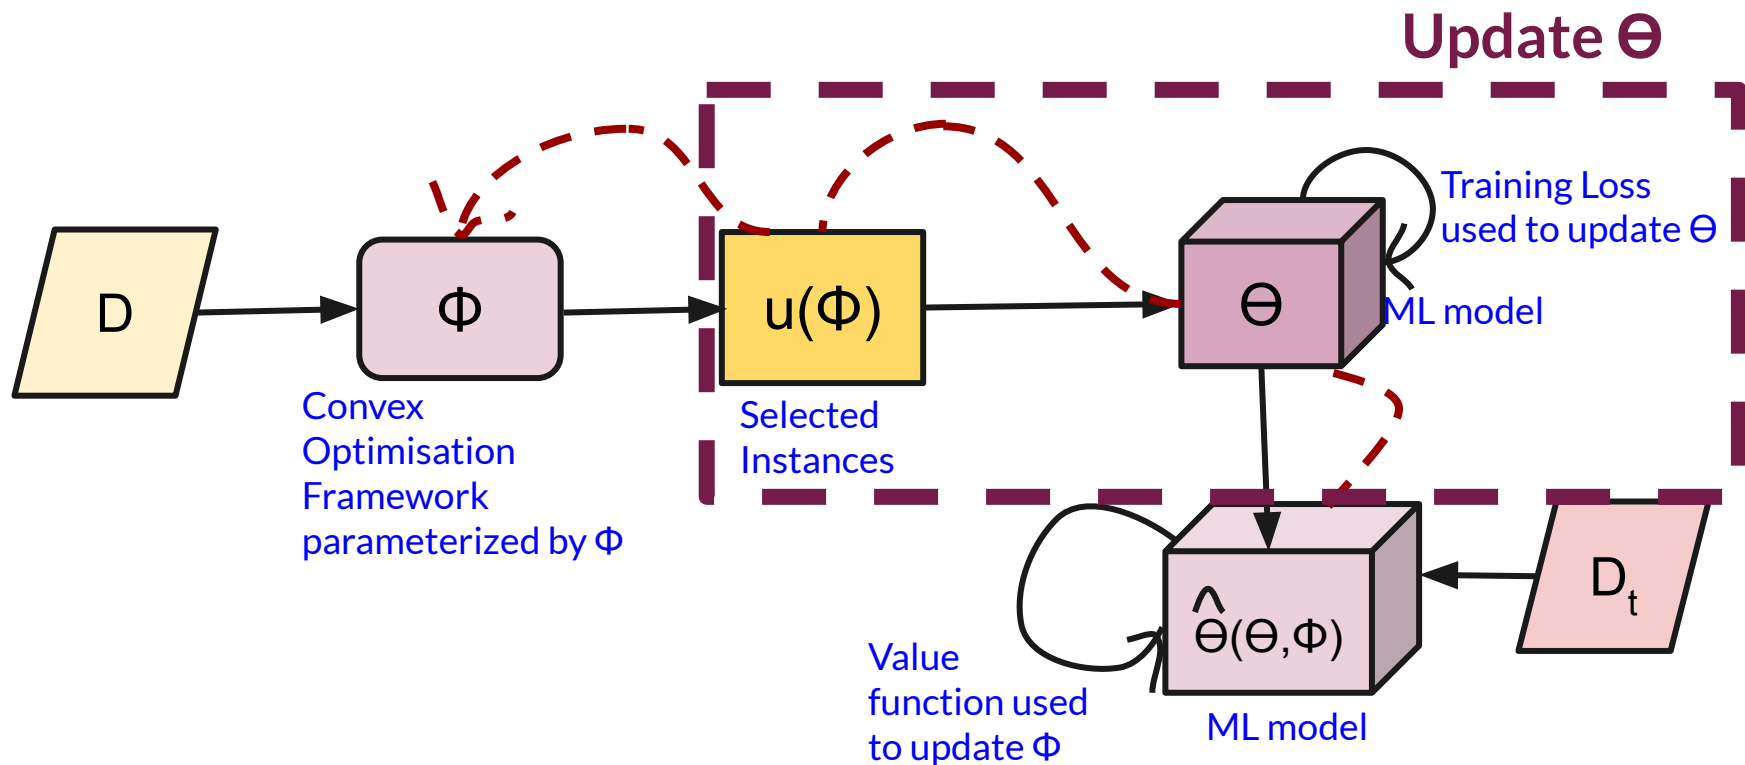 Update Ɵ
Training Loss
used to update Ɵ
D
Φ
u(Φ)
Ɵ
ML model
Convex
Optimisation
Framework
parameterized by Φ
Selected
Instances
D_t
Ɵ̂(Ɵ,Φ)
Value
function used
to update Φ
ML model